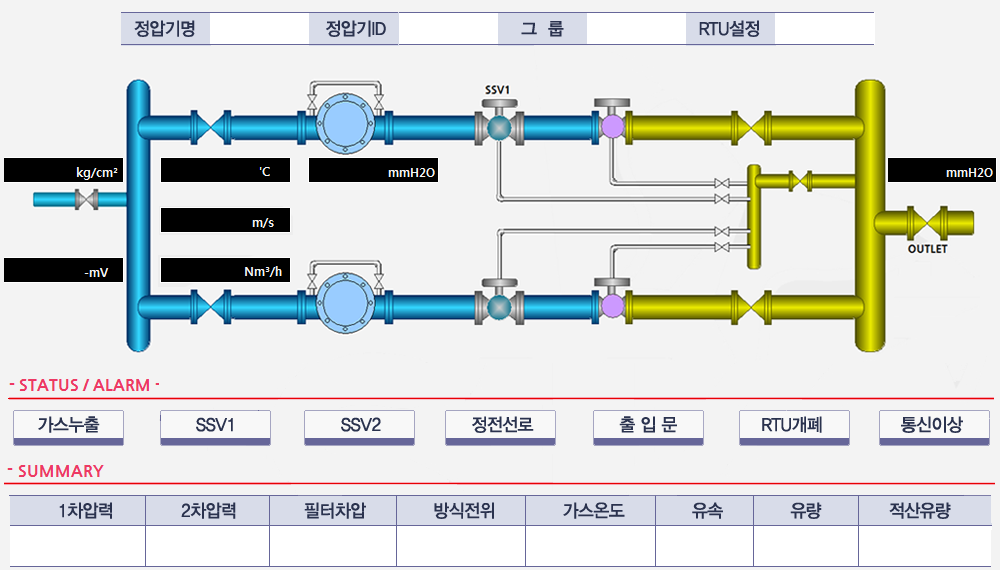 정압기명 정압기ID 그 룹 RTU설정
SSV1
kg/cm² ℃ mmH2O mmH2O
m/s
OUTLET
-mV Nm³/h
- STATUS / ALARM -
가스누출 SSV1 SSV2 정전선로 출 입 문 RTU개폐 통신이상
- SUMMARY
1차압력 2차압력 필터차압 방식전위 가스온도 유속 유량 적산유량